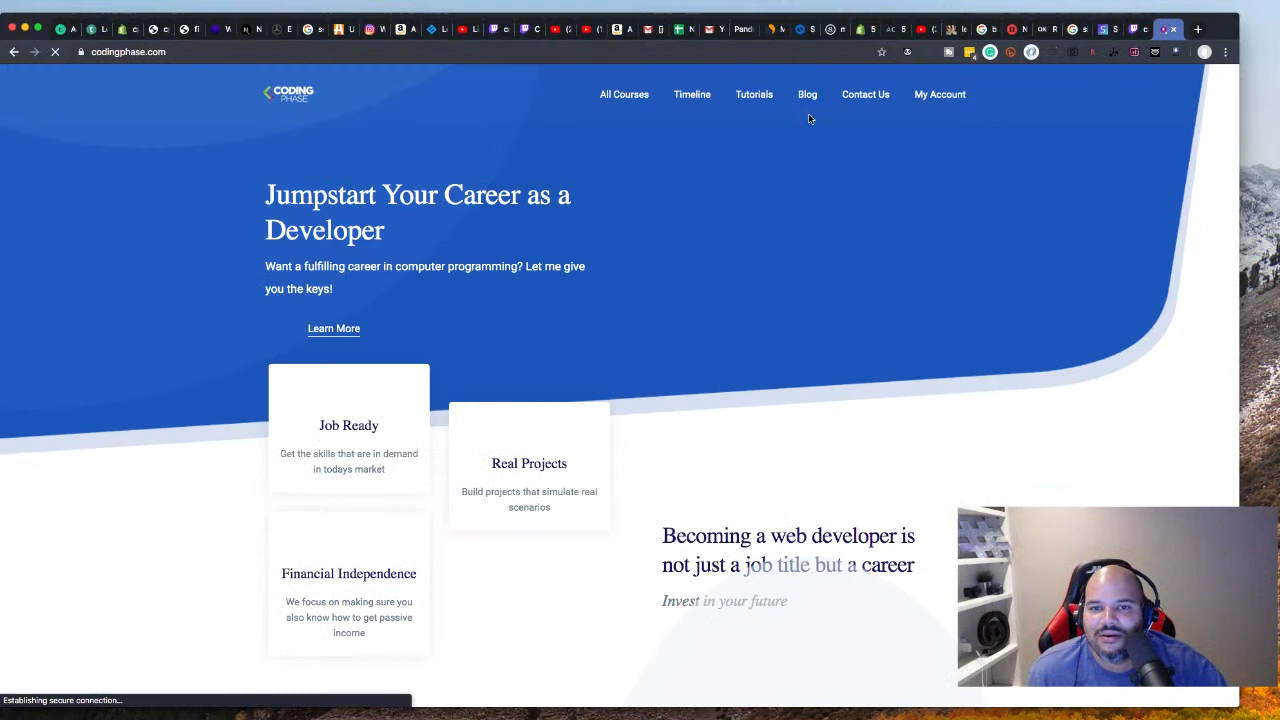 codingphase.com
CODING
PHASE
All Courses
Timeline
Tutorials
Blog
Contact Us
My Account
Jumpstart Your Career as a
Developer
Want a fulfilling career in computer programming? Let me give
you the keys!
Learn More
Job Ready
Get the skills that are in demand
in todays market
Real Projects
Build projects that simulate real
scenarios
Financial Independence
We focus on making sure you
also know how to get passive
income
Becoming a web developer is
not just a job title but a career
Invest in your future
Establishing secure connection...